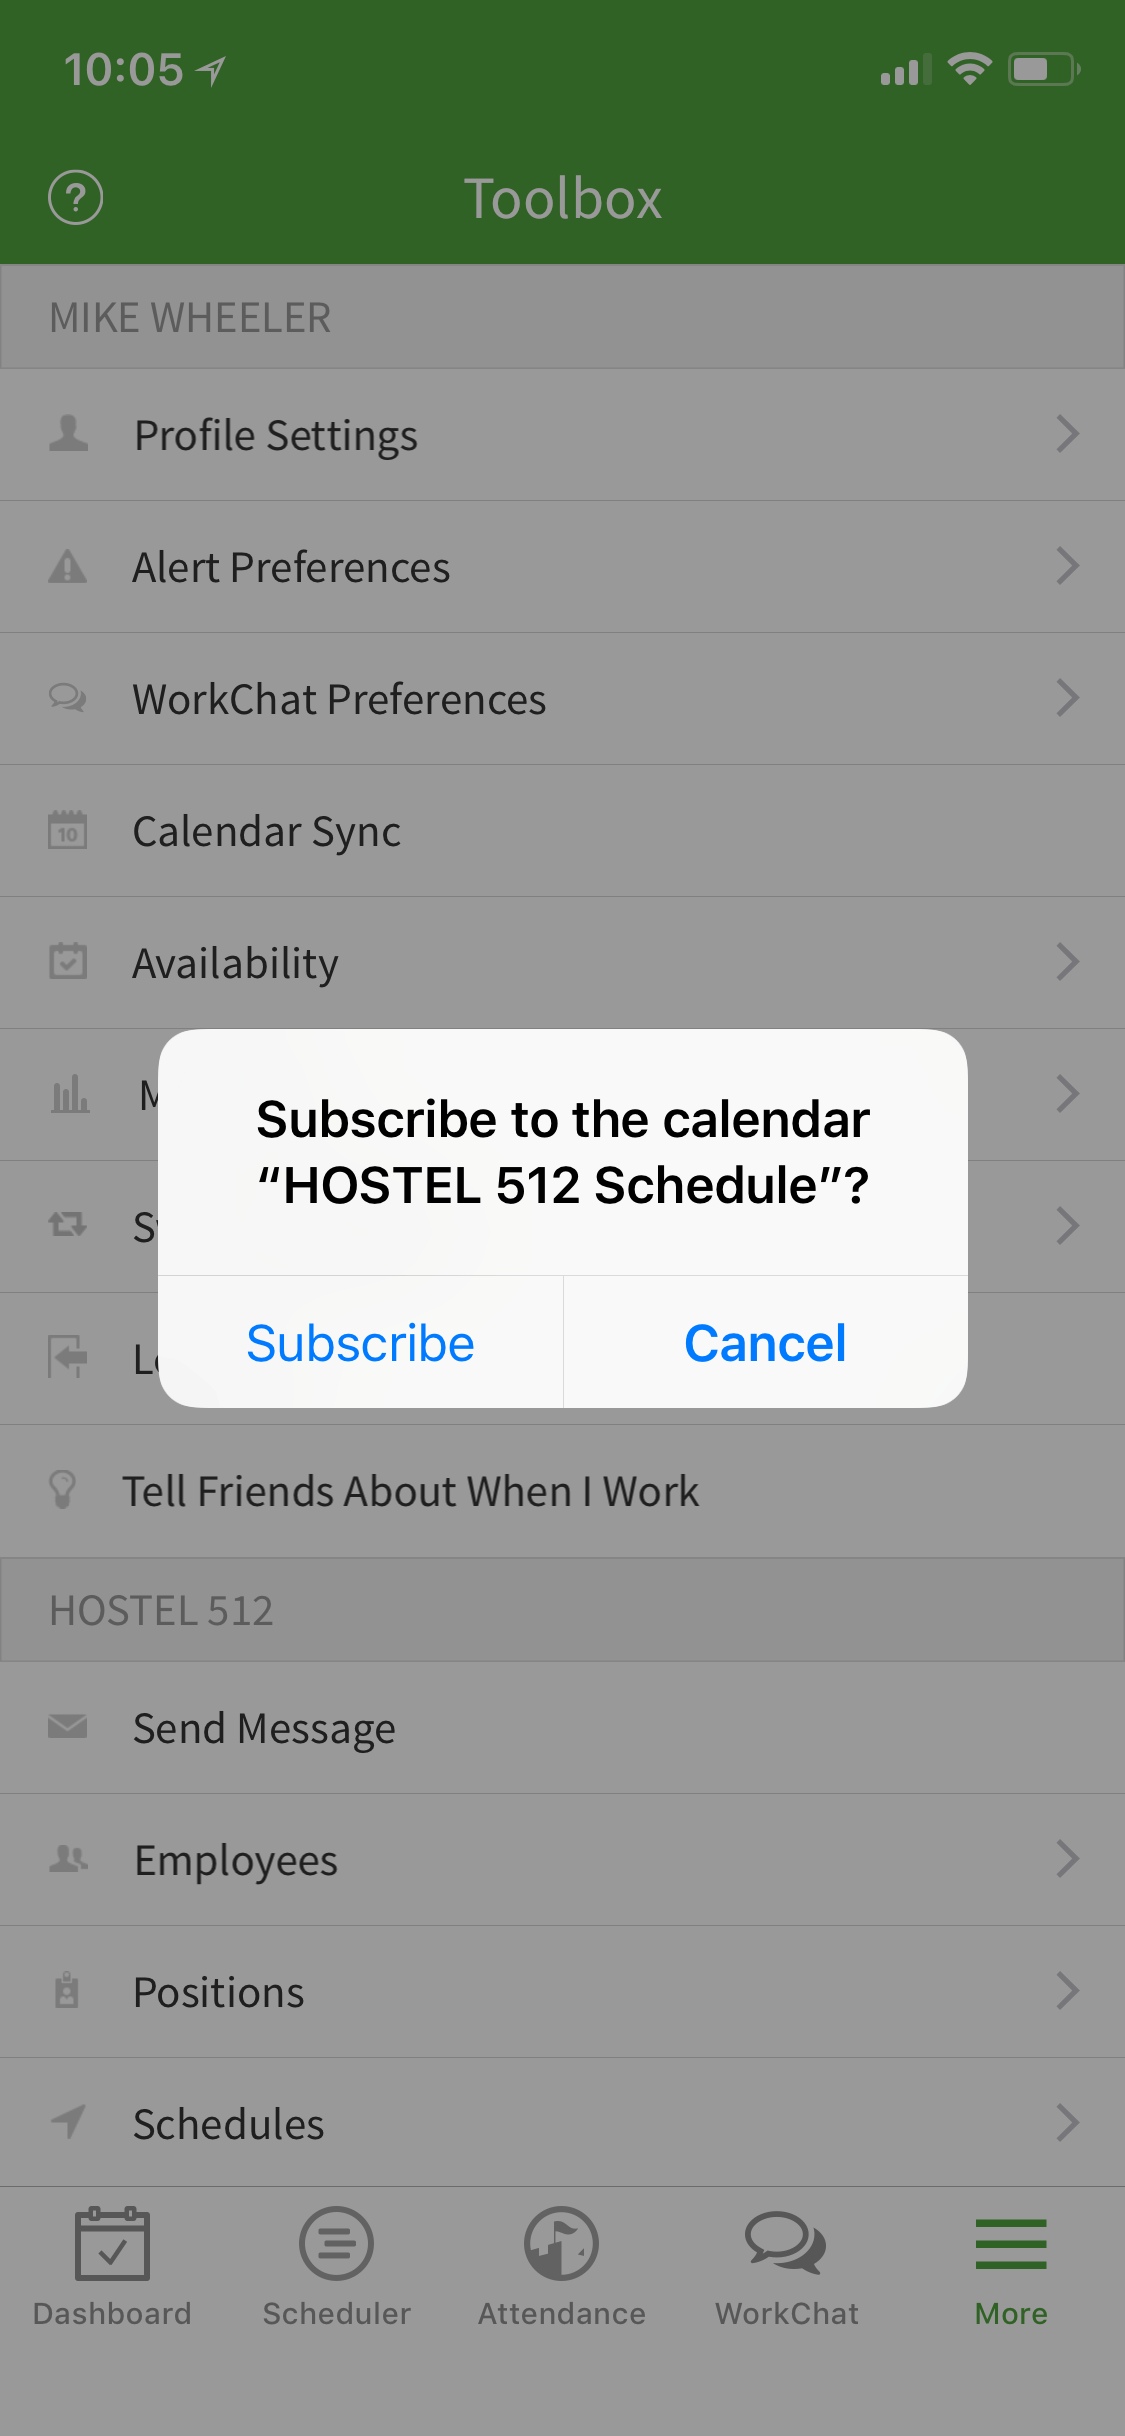 10:05
?
Toolbox
MIKE WHEELER
Profile Settings
Alert Preferences
WorkChat Preferences
10
Calendar Sync
Availability
Subscribe to the calendar
“HOSTEL 512 Schedule”?
Subscribe
Cancel
Tell Friends About When I Work
HOSTEL 512
Send Message
Employees
Positions
Schedules
Dashboard
Scheduler
Attendance
WorkChat
More